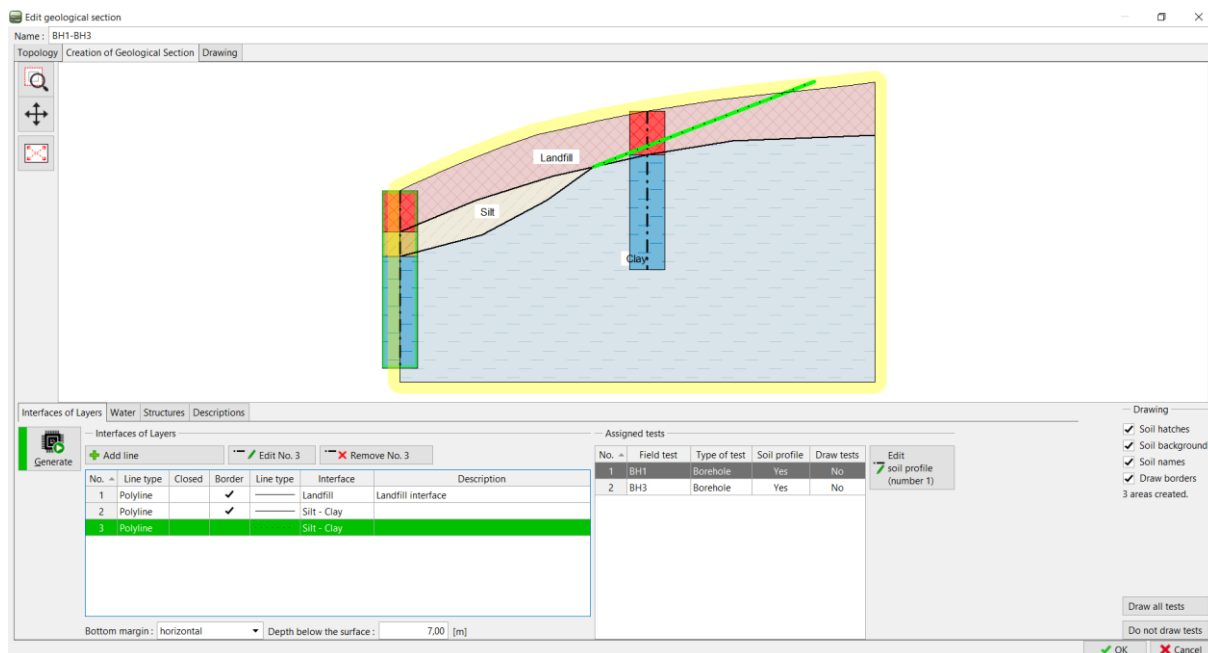 Edit geological section
Name : BH1-BH3
Topology Creation of Geological Section Drawing
Landfill
Silt
Clay
Interfaces of Layers Water Structures Descriptions
Generate
Interfaces of Layers
Add line Edit No. 3 Remove No. 3
No. Line type Closed Border Line type Interface Description
1 Polyline Landfill Landfill interface
2 Polyline Silt - Clay
3 Polyline Silt - Clay
Bottom margin : horizontal Depth below the surface : 7,00 [m]
Assigned tests
No. Field test Type of test Soil profile Draw tests
1 BH1 Borehole Yes No
2 BH3 Borehole Yes No
Edit
soil profile
(number 1)
Drawing
Soil hatches
Soil background
Soil names
Draw borders
3 areas created.
Draw all tests
Do not draw tests
OK Cancel